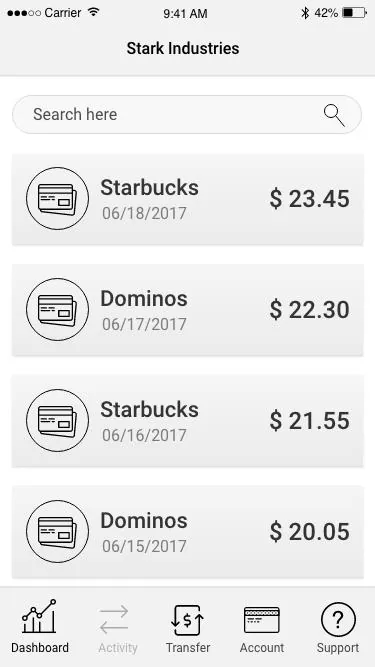 Carrier
9:41 AM
42%
Stark Industries
Search here
Starbucks
06/18/2017
$ 23.45
Dominos
06/17/2017
$ 22.30
Starbucks
06/16/2017
$ 21.55
Dominos
06/15/2017
$ 20.05
$
?
Dashboard
Activity
Transfer
Account
Support